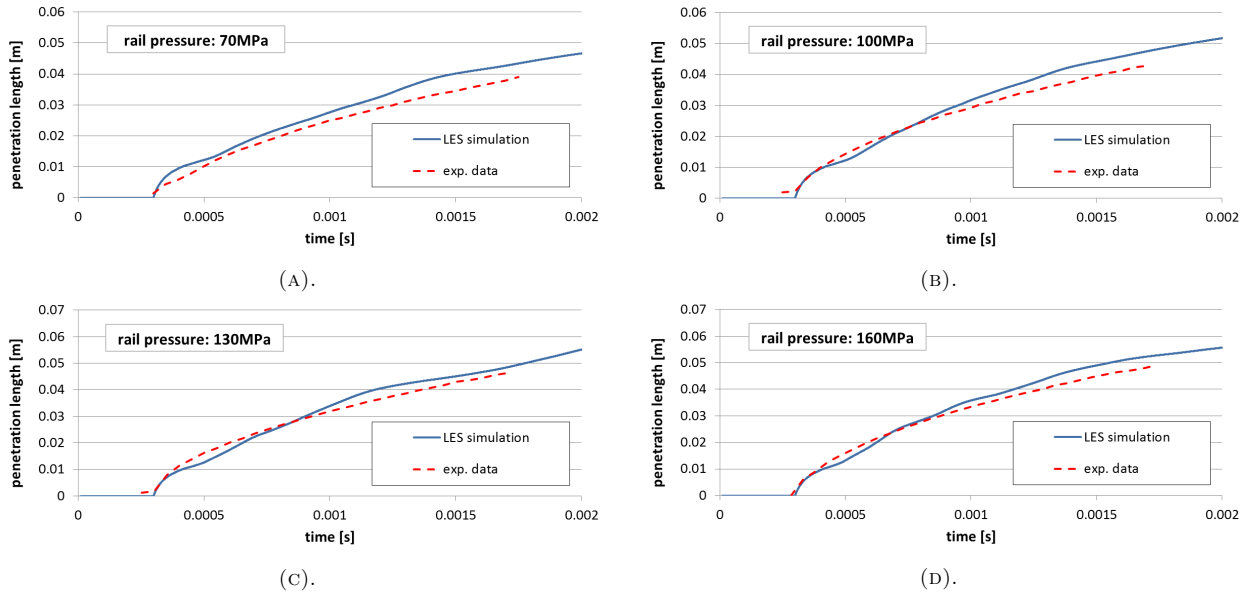 0.06
0.05
0.04
0.03
0.02
0.01
0
penetration length [m]
rail pressure: 70MPa
LES simulation
exp. data
0 0.0005 0.001 0.0015 0.002
time [s]
(A).
0.06
0.05
0.04
0.03
0.02
0.01
0
penetration length [m]
rail pressure: 100MPa
LES simulation
exp. data
0 0.0005 0.001 0.0015 0.002
time [s]
(B).
0.07
0.06
0.05
0.04
0.03
0.02
0.01
0
penetration length [m]
rail pressure: 130MPa
LES simulation
exp. data
0 0.0005 0.001 0.0015 0.002
time [s]
(C).
0.07
0.06
0.05
0.04
0.03
0.02
0.01
0
penetration length [m]
rail pressure: 160MPa
LES simulation
exp. data
0 0.0005 0.001 0.0015 0.002
time [s]
(D).